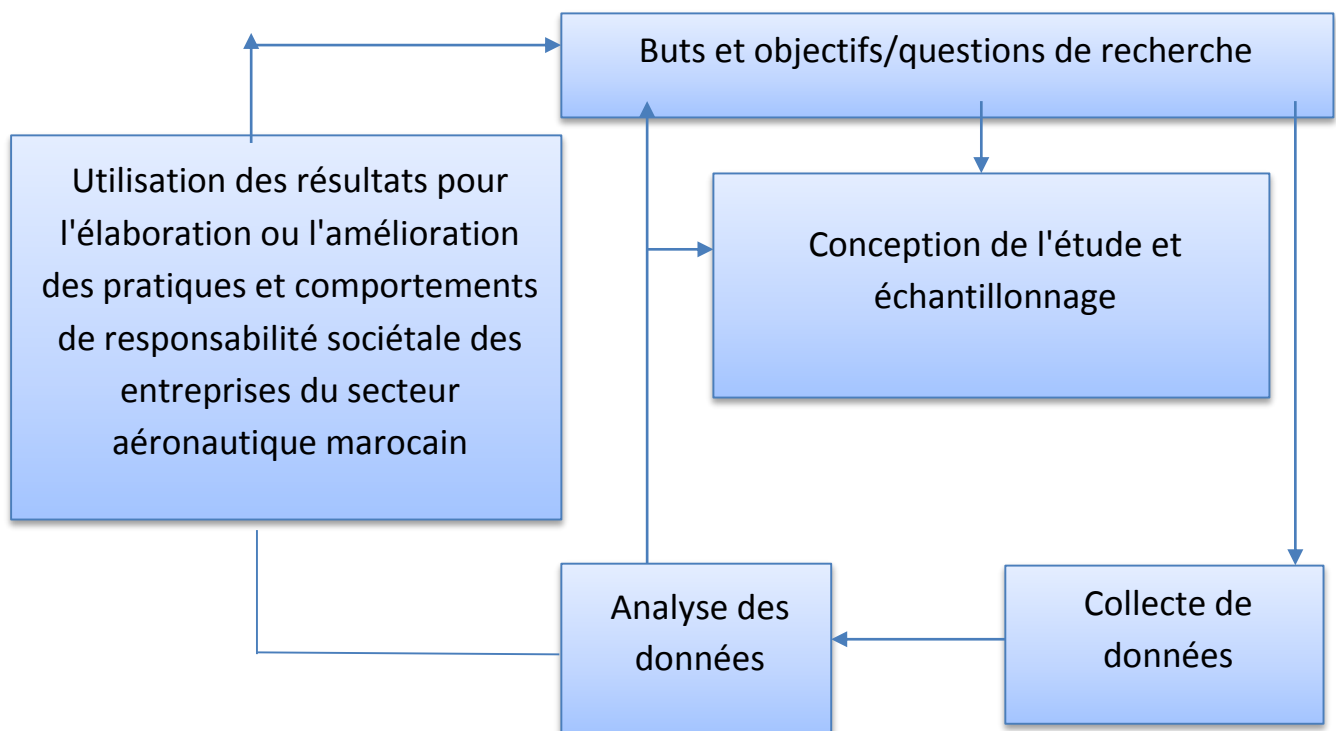 Buts et objectifs/questions de recherche
Utilisation des résultats pour
l'élaboration ou l'amélioration
des pratiques et comportements
de responsabilité sociétale des
entreprises du secteur
aéronautique marocain
Conception de l'étude et
échantillonnage
Analyse des
données
Collecte de
données